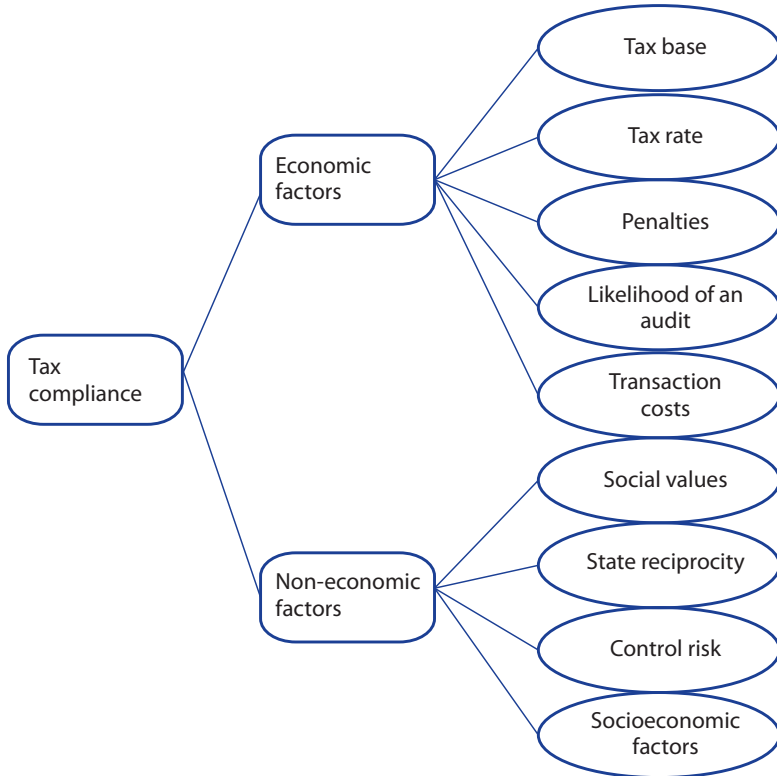 Tax
compliance
Economic
factors
Tax base
Tax rate
Penalties
Likelihood of an
audit
Transaction
costs
Non-economic
factors
Social values
State reciprocity
Control risk
Socioeconomic
factors